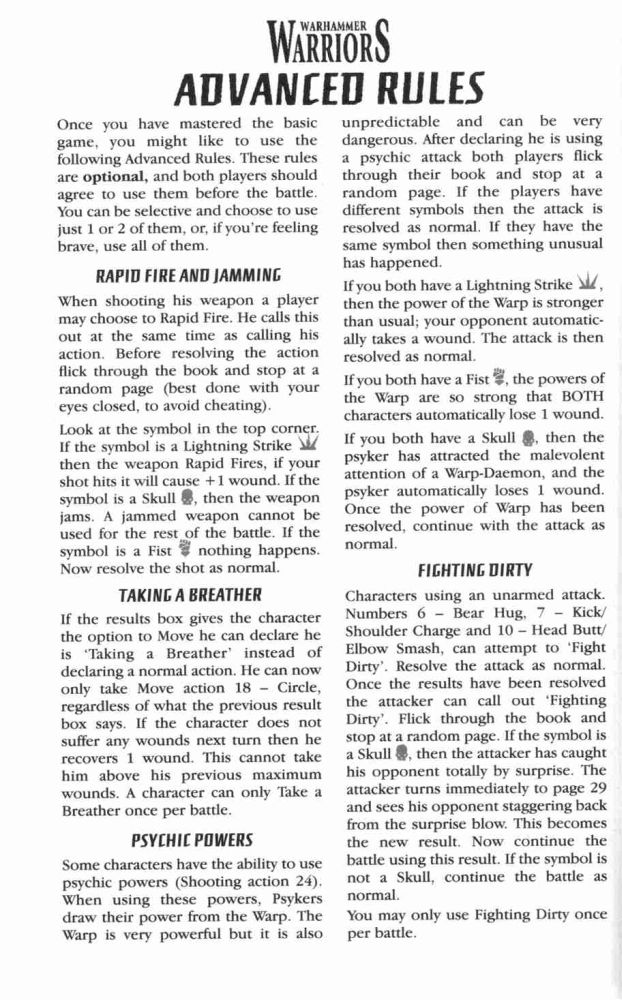 WARHAMMER
WARRIORS
ADVANCED RULES
Once you have mastered the basic
game, you might like to use the
following Advanced Rules. These rules
are optional, and both players should
agree to use them before the battle.
You can be selective and choose to use
just 1 or 2 of them, or, if you're feeling
brave, use all of them.
RAPID FIRE AND JAMMING
When shooting his weapon a player
may choose to Rapid Fire. He calls this
out at the same time as calling his
action. Before resolving the action
flick through the book and stop at a
random page (best done with your
eyes closed, to avoid cheating).
Look at the symbol in the top corner.
If the symbol is a Lightning Strike
then the weapon Rapid Fires, if your
shot hits it will cause +1 wound. If the
symbol is a Skull , then the weapon
jams. A jammed weapon cannot be
used for the rest of the battle. If the
symbol is a Fist nothing happens.
Now resolve the shot as normal.
TAKING A BREATHER
If the results box gives the character
the option to Move he can declare he
is 'Taking a Breather' instead of
declaring a normal action. He can now
only take Move action 18 – Circle,
regardless of what the previous result
box says. If the character does not
suffer any wounds next turn then he
recovers 1 wound. This cannot take
him above his previous maximum
wounds. A character can only Take a
Breather once per battle.
PSYCHIC POWERS
Some characters have the ability to use
psychic powers (Shooting action 24).
When using these powers, Psykers
draw their power from the Warp. The
Warp is very powerful but it is also
unpredictable and can be very
dangerous. After declaring he is using
a psychic attack both players flick
through their book and stop at a
random page. If the players have
different symbols then the attack is
resolved as normal. If they have the
same symbol then something unusual
has happened.
If you both have a Lightning Strike ,
then the power of the Warp is stronger
than usual; your opponent automatic-
ally takes a wound. The attack is then
resolved as normal.
If you both have a Fist , the powers of
the Warp are so strong that BOTH
characters automatically lose 1 wound.
If you both have a Skull , then the
psyker has attracted the malevolent
attention of a Warp-Daemon, and the
psyker automatically loses 1 wound.
Once the power of Warp has been
resolved, continue with the attack as
normal.
FIGHTING DIRTY
Characters using an unarmed attack.
Numbers 6 – Bear Hug, 7 – Kick/
Shoulder Charge and 10 – Head Butt/
Elbow Smash, can attempt to 'Fight
Dirty'. Resolve the attack as normal.
Once the results have been resolved
the attacker can call out 'Fighting
Dirty'. Flick through the book and
stop at a random page. If the symbol is
a Skull , then the attacker has caught
his opponent totally by surprise. The
attacker turns immediately to page 29
and sees his opponent staggering back
from the surprise blow. This becomes
the new result. Now continue the
battle using this result. If the symbol is
not a Skull, continue the battle as
normal.
You may only use Fighting Dirty once
per battle.